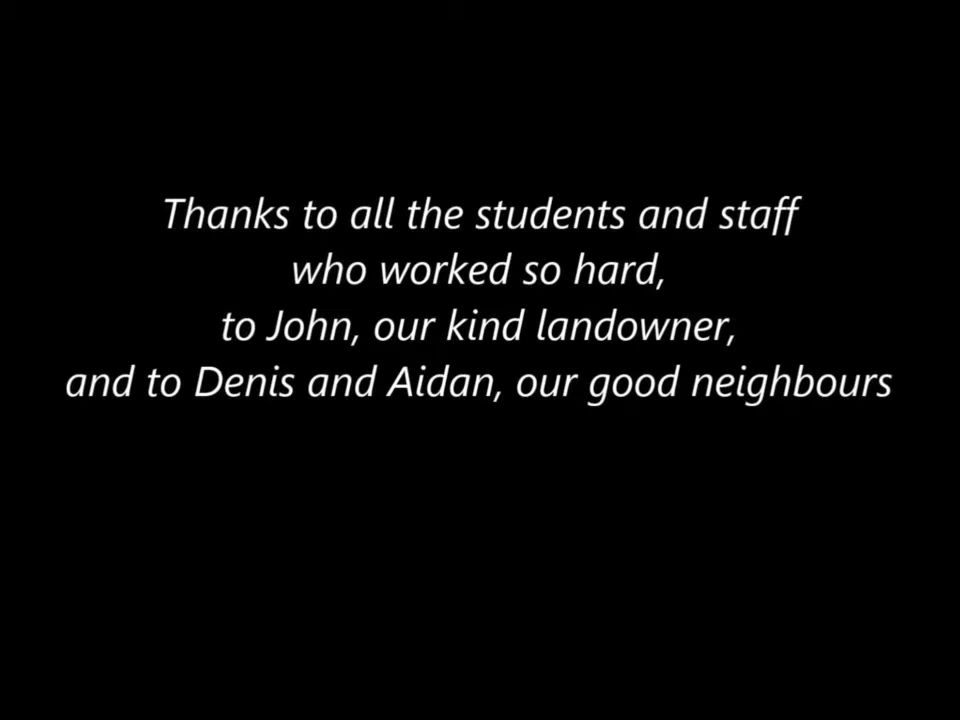 Thanks to all the students and staff
who worked so hard,
to John, our kind landowner,
and to Denis and Aidan, our good neighbours